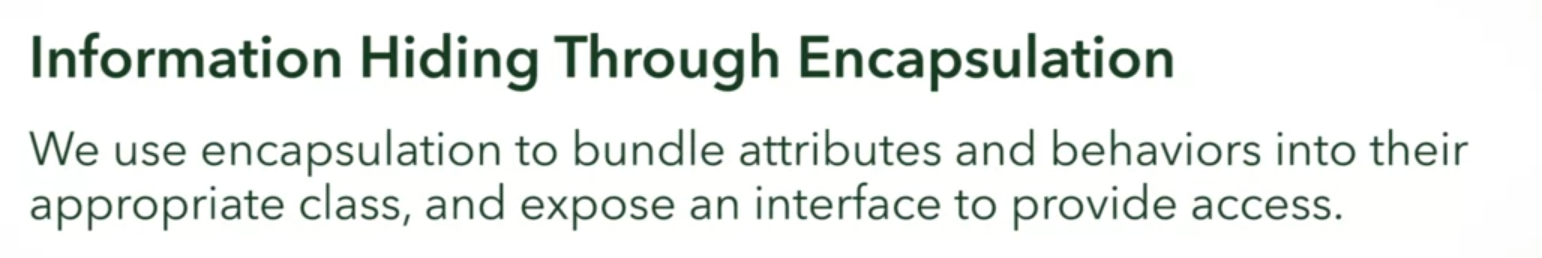 Information Hiding Through Encapsulation
We use encapsulation to bundle attributes and behaviors into their
appropriate class, and expose an interface to provide access.